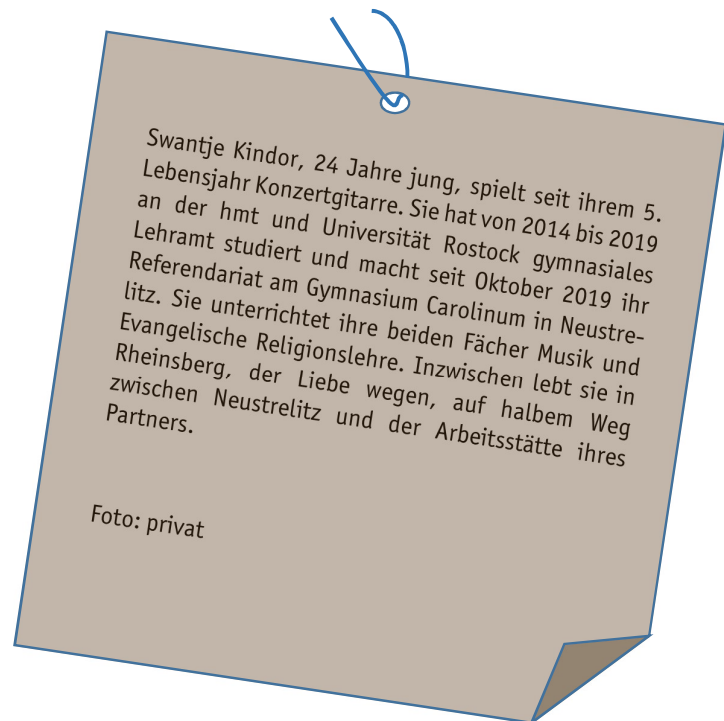 Swantje Kindor, 24 Jahre jung, spielt seit ihrem 5.
Lebensjahr Konzertgitarre. Sie hat von 2014 bis 2019
an der hmt und Universität Rostock gymnasiales
Lehramt studiert und macht seit Oktober 2019 ihr
Referendariat am Gymnasium Carolinum in Neustre-
litz. Sie unterrichtet ihre beiden Fächer Musik und
Evangelische Religionslehre. Inzwischen lebt sie in
Rheinsberg, der Liebe wegen, auf halbem Weg
zwischen Neustrelitz und der Arbeitsstätte ihres
Partners.
Foto: privat